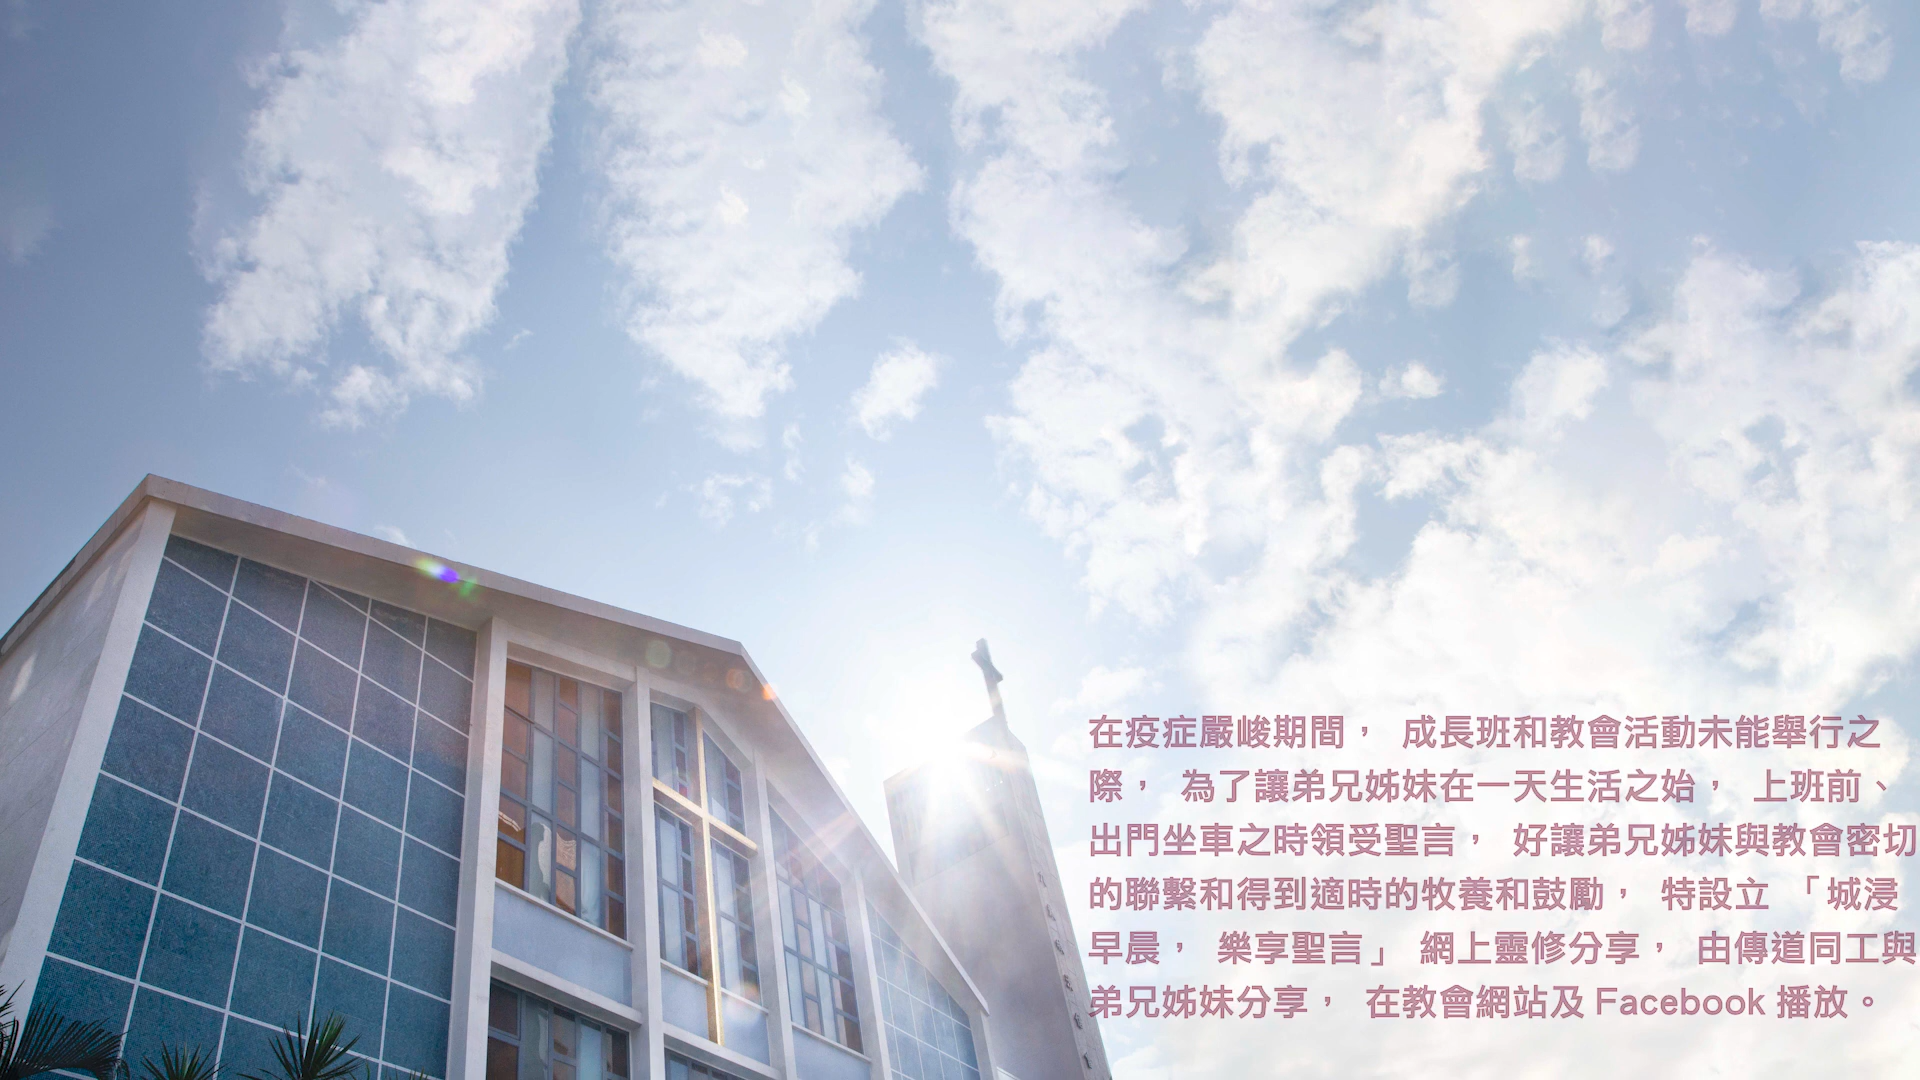 在疫症嚴峻期間， 成長班和教會活動未能舉行之
際， 為了讓弟兄姊妹在一天生活之始， 上班前、
出門坐車之時領受聖言， 好讓弟兄姊妹與教會密切
的聯繫和得到適時的牧養和鼓勵， 特設立 「城浸
早晨， 樂享聖言」 網上靈修分享， 由傳道同工與
弟兄姊妹分享， 在教會網站及 Facebook 播放。